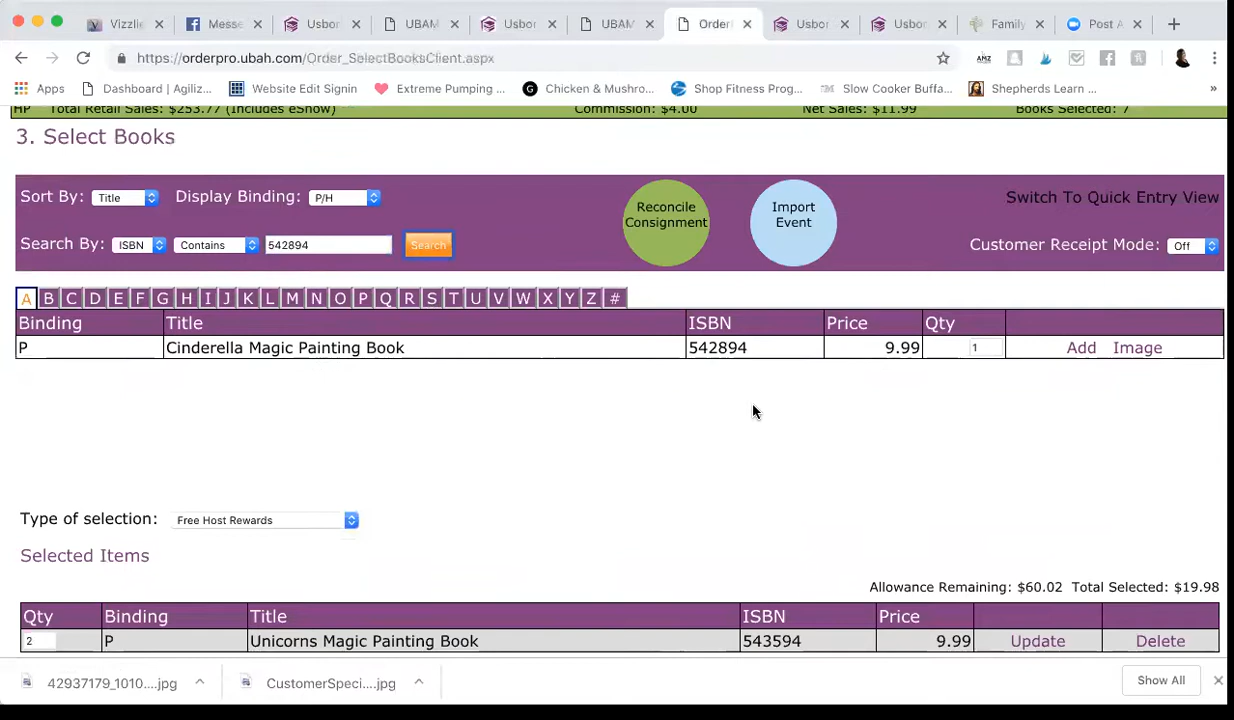 Vizzlie Messe Usbor UBAM Usbor UBAM Order Usbor Usbor Family Post A
https://orderpro.ubah.com/Order_SelectBooksClient.aspx
Apps Dashboard | Agiliz... Website Edit Signin Extreme Pumping ... Chicken & Mushro... Shop Fitness Prog... Slow Cooker Buffa... Shepherds Learn ... »
HP Total Retail Sales: $253.77 (Includes eShow) Commission: $4.00 Net Sales: $11.99 Books Selected: 7
3. Select Books
Sort By: Title Display Binding: P/H Reconcile Consignment Import Event Switch To Quick Entry View
Search By: ISBN Contains 542894 Search Customer Receipt Mode: Off
A B C D E F G H I J K L M N O P Q R S T U V W X Y Z #
Binding Title ISBN Price Qty
P Cinderella Magic Painting Book 542894 9.99 1 Add Image
Type of selection: Free Host Rewards
Selected Items
Allowance Remaining: $60.02 Total Selected: $19.98
Qty Binding Title ISBN Price
2 P Unicorns Magic Painting Book 543594 9.99 Update Delete
42937179_1010....jpg CustomerSpeci....jpg Show All